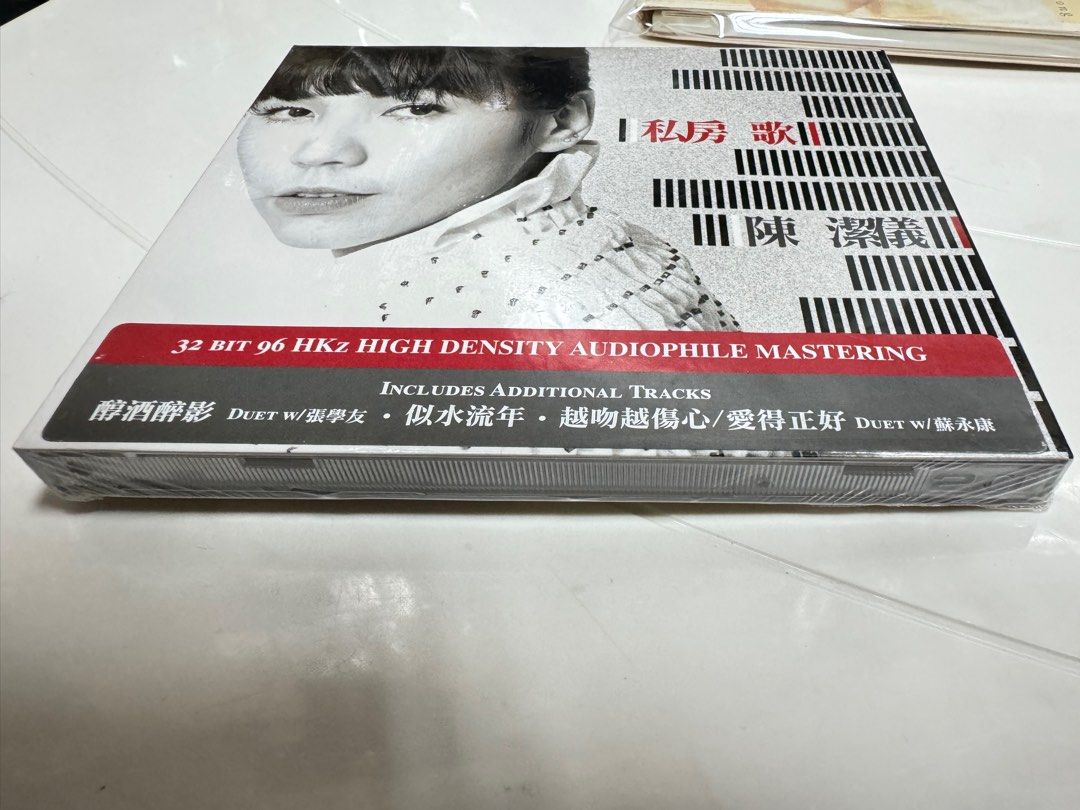 私房 歌
陳 潔儀
32 BIT 96 HKZ HIGH DENSITY AUDIOPHILE MASTERING
INCLUDES ADDITIONAL TRACKS
醇酒醉影 DUET W/張學友・似水流年・越吻越傷心/愛得正好 DUET W/蘇永康